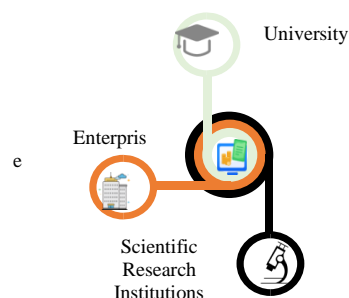 University
Enterpris
e
Scientific
Research
Institutions